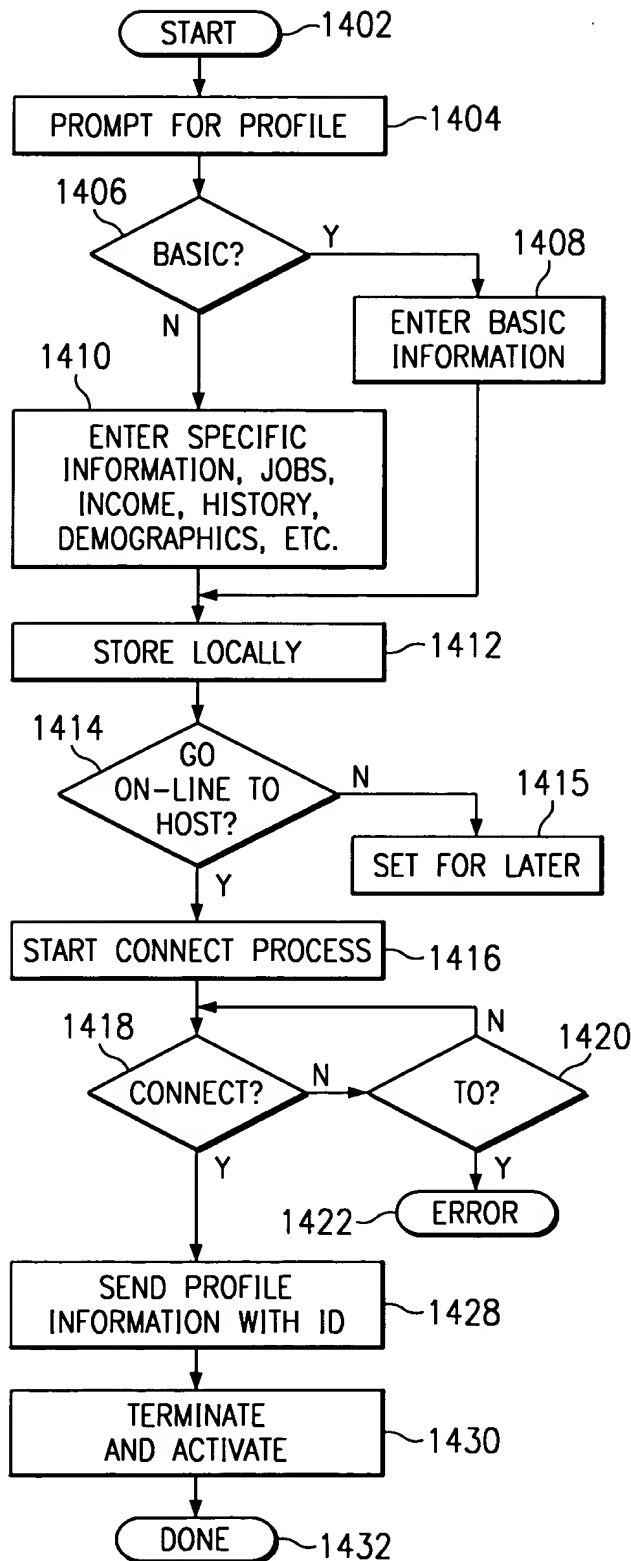 START
1402
PROMPT FOR PROFILE
1404
1406
BASIC?
Y
N
1408
ENTER BASIC
INFORMATION
1410
ENTER SPECIFIC
INFORMATION, JOBS,
INCOME, HISTORY,
DEMOGRAPHICS, ETC.
STORE LOCALLY
1412
1414
GO
ON-LINE TO
HOST?
N
Y
1415
SET FOR LATER
START CONNECT PROCESS
1416
1418
CONNECT?
N
Y
N
1420
TO?
Y
1422
ERROR
SEND PROFILE
INFORMATION WITH ID
1428
TERMINATE
AND ACTIVATE
1430
DONE
1432